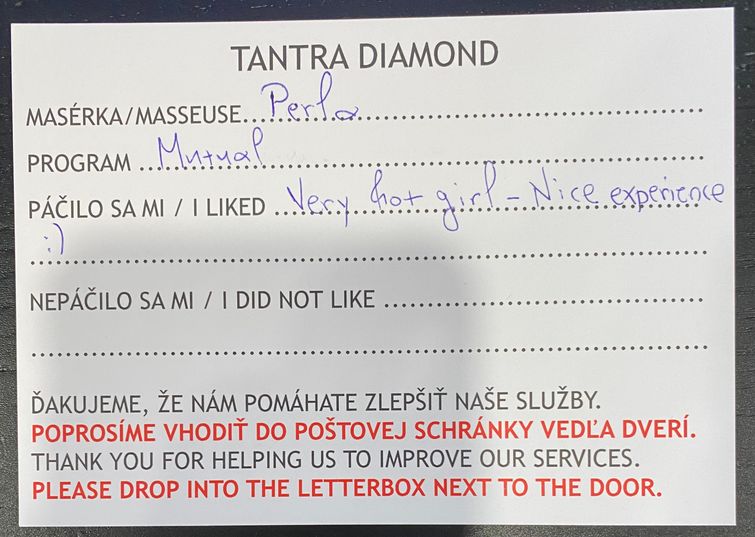 TANTRA DIAMOND
MASÉRKA/MASSEUSE...Perla........................................
PROGRAM ...Mutual........................................
PÁČILO SA MI / I LIKED ...Very hot girl - Nice experience
:)
........................................
NEPÁČILO SA MI / I DID NOT LIKE ........................................
........................................
ĎAKUJEME, ŽE NÁM POMÁHATE ZLEPŠIŤ NAŠE SLUŽBY.
POPROSÍME VHODIŤ DO POŠTOVEJ SCHRÁNKY VEDĽA DVERÍ.
THANK YOU FOR HELPING US TO IMPROVE OUR SERVICES.
PLEASE DROP INTO THE LETTERBOX NEXT TO THE DOOR.